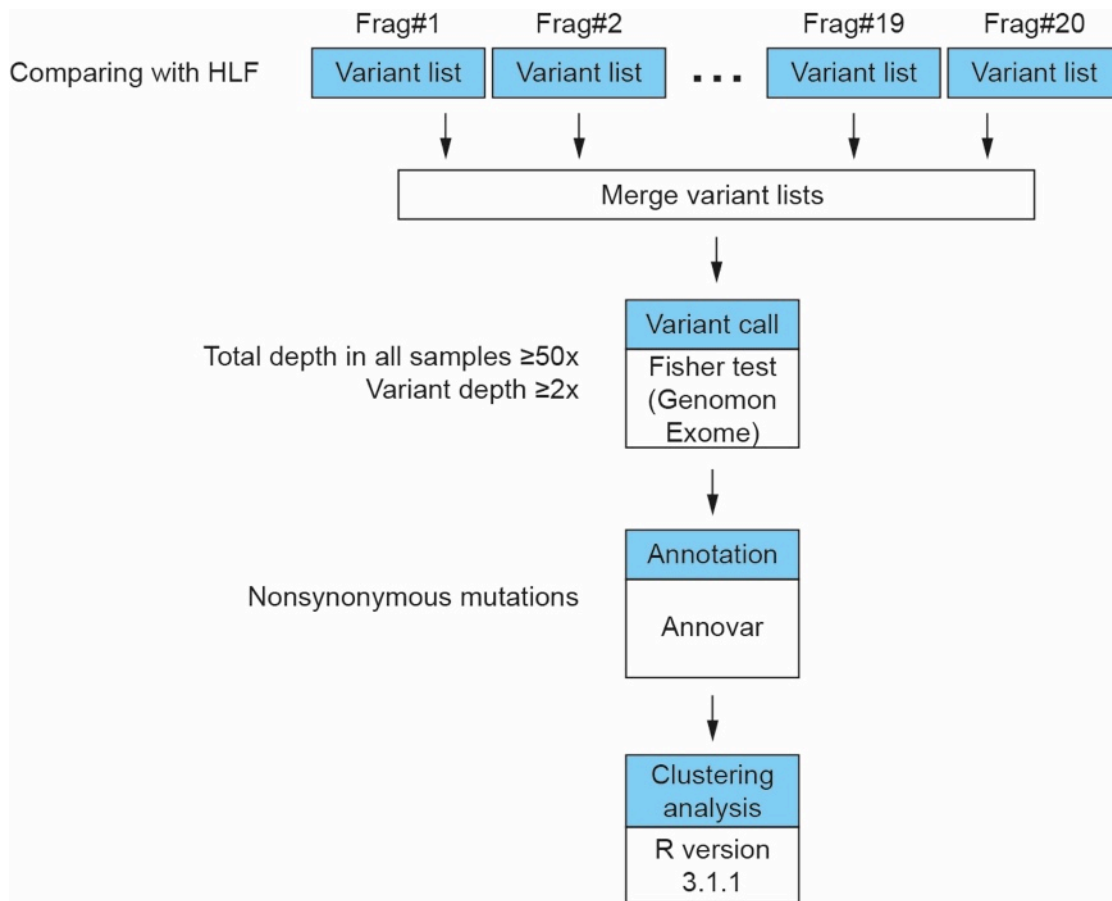 Frag#1 Frag#2 Frag#19 Frag#20
Comparing with HLF Variant list Variant list ... Variant list Variant list
Merge variant lists
Variant call
Total depth in all samples ≥50x
Variant depth ≥2x
Fisher test
(Genomon
Exome)
Annotation
Nonsynonymous mutations
Annovar
Clustering
analysis
R version
3.1.1